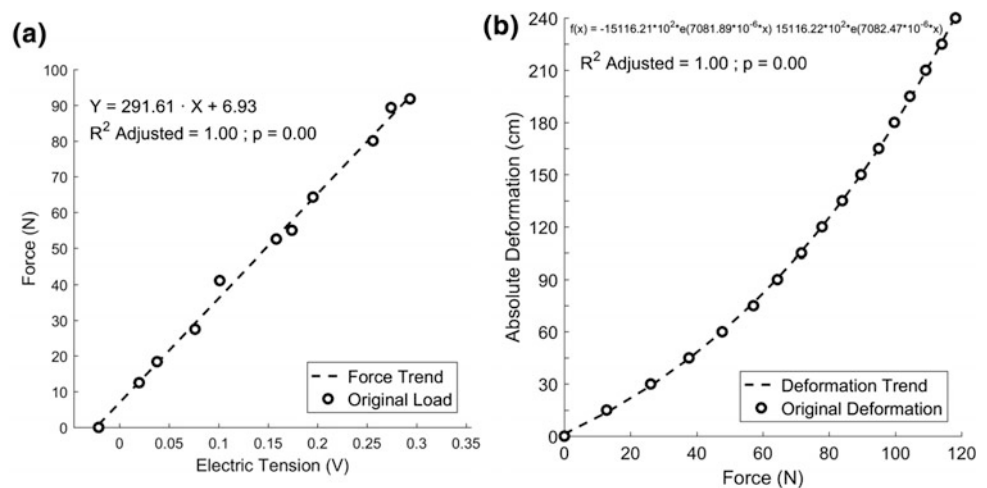 (a)
Y = 291.61 · X + 6.93
R² Adjusted = 1.00 ; p = 0.00
Force (N)
100
90
80
70
60
50
40
30
20
10
0
0
0.05
0.1
0.15
0.2
0.25
0.3
0.35
Electric Tension (V)
Force Trend
Original Load
(b)
f(x) = -15116.21*10²*e(7081.89*10⁻⁶*x) 15116.22*10²*e(7082.47*10⁻⁶*x)
R² Adjusted = 1.00 ; p = 0.00
Absolute Deformation (cm)
240
210
180
150
120
90
60
30
0
0
20
40
60
80
100
120
Force (N)
Deformation Trend
Original Deformation